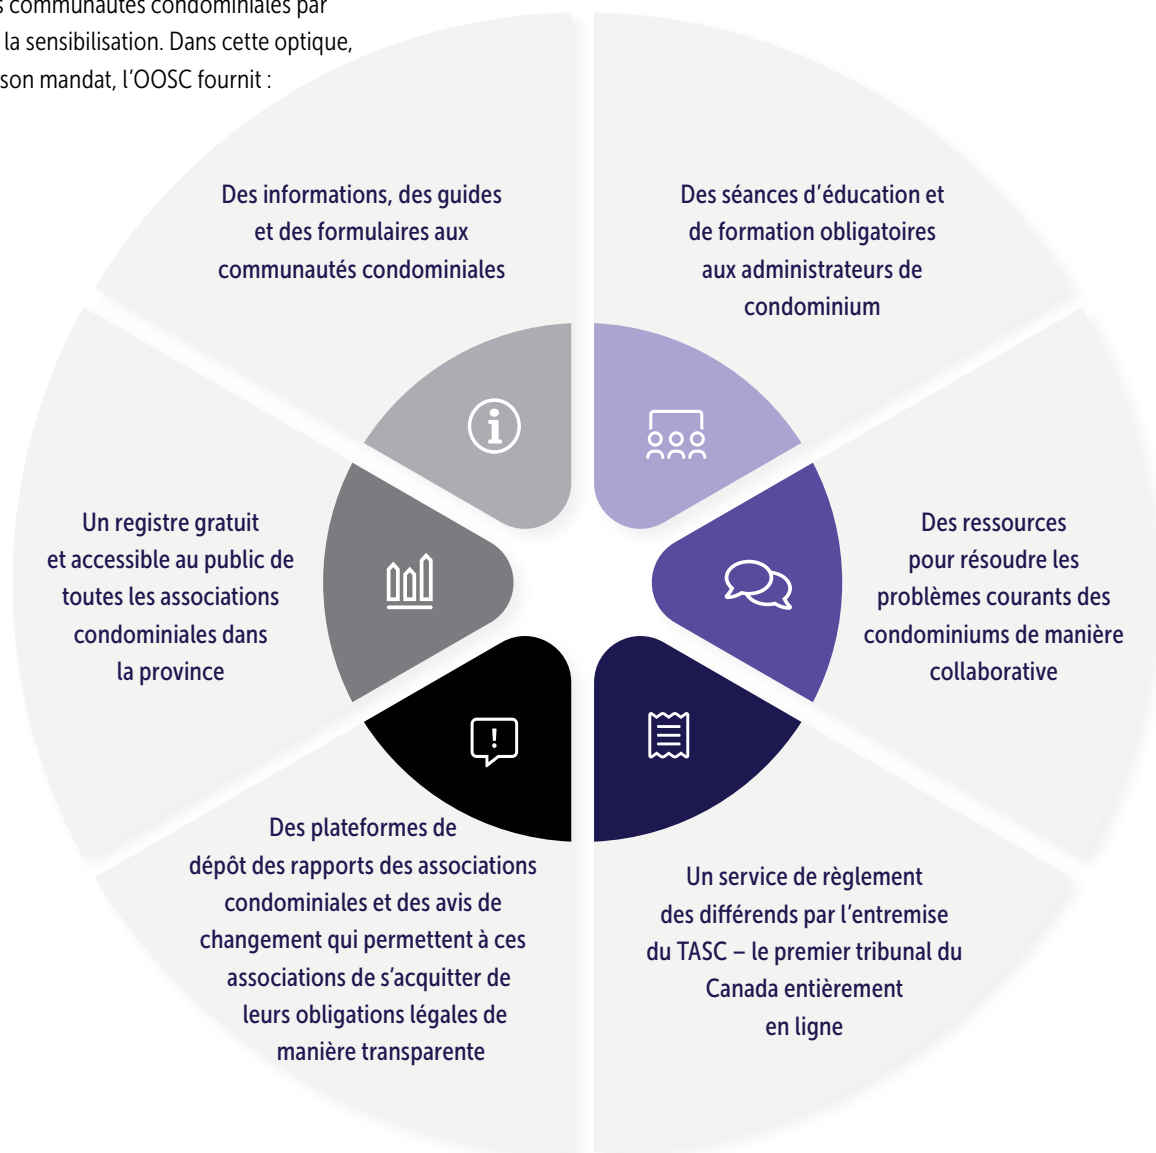 s communautés condominiales par
la sensibilisation. Dans cette optique,
son mandat, l’OOSC fournit :
Des informations, des guides
et des formulaires aux
communautés condominiales
Des séances d’éducation et
de formation obligatoires
aux administrateurs de
condominium
Un registre gratuit
et accessible au public de
toutes les associations
condominiales dans
la province
Des ressources
pour résoudre les
problèmes courants des
condominiums de manière
collaborative
Des plateformes de
dépôt des rapports des associations
condominiales et des avis de
changement qui permettent à ces
associations de s’acquitter de
leurs obligations légales de
manière transparente
Un service de règlement
des différends par l’entremise
du TASC – le premier tribunal du
Canada entièrement
en ligne